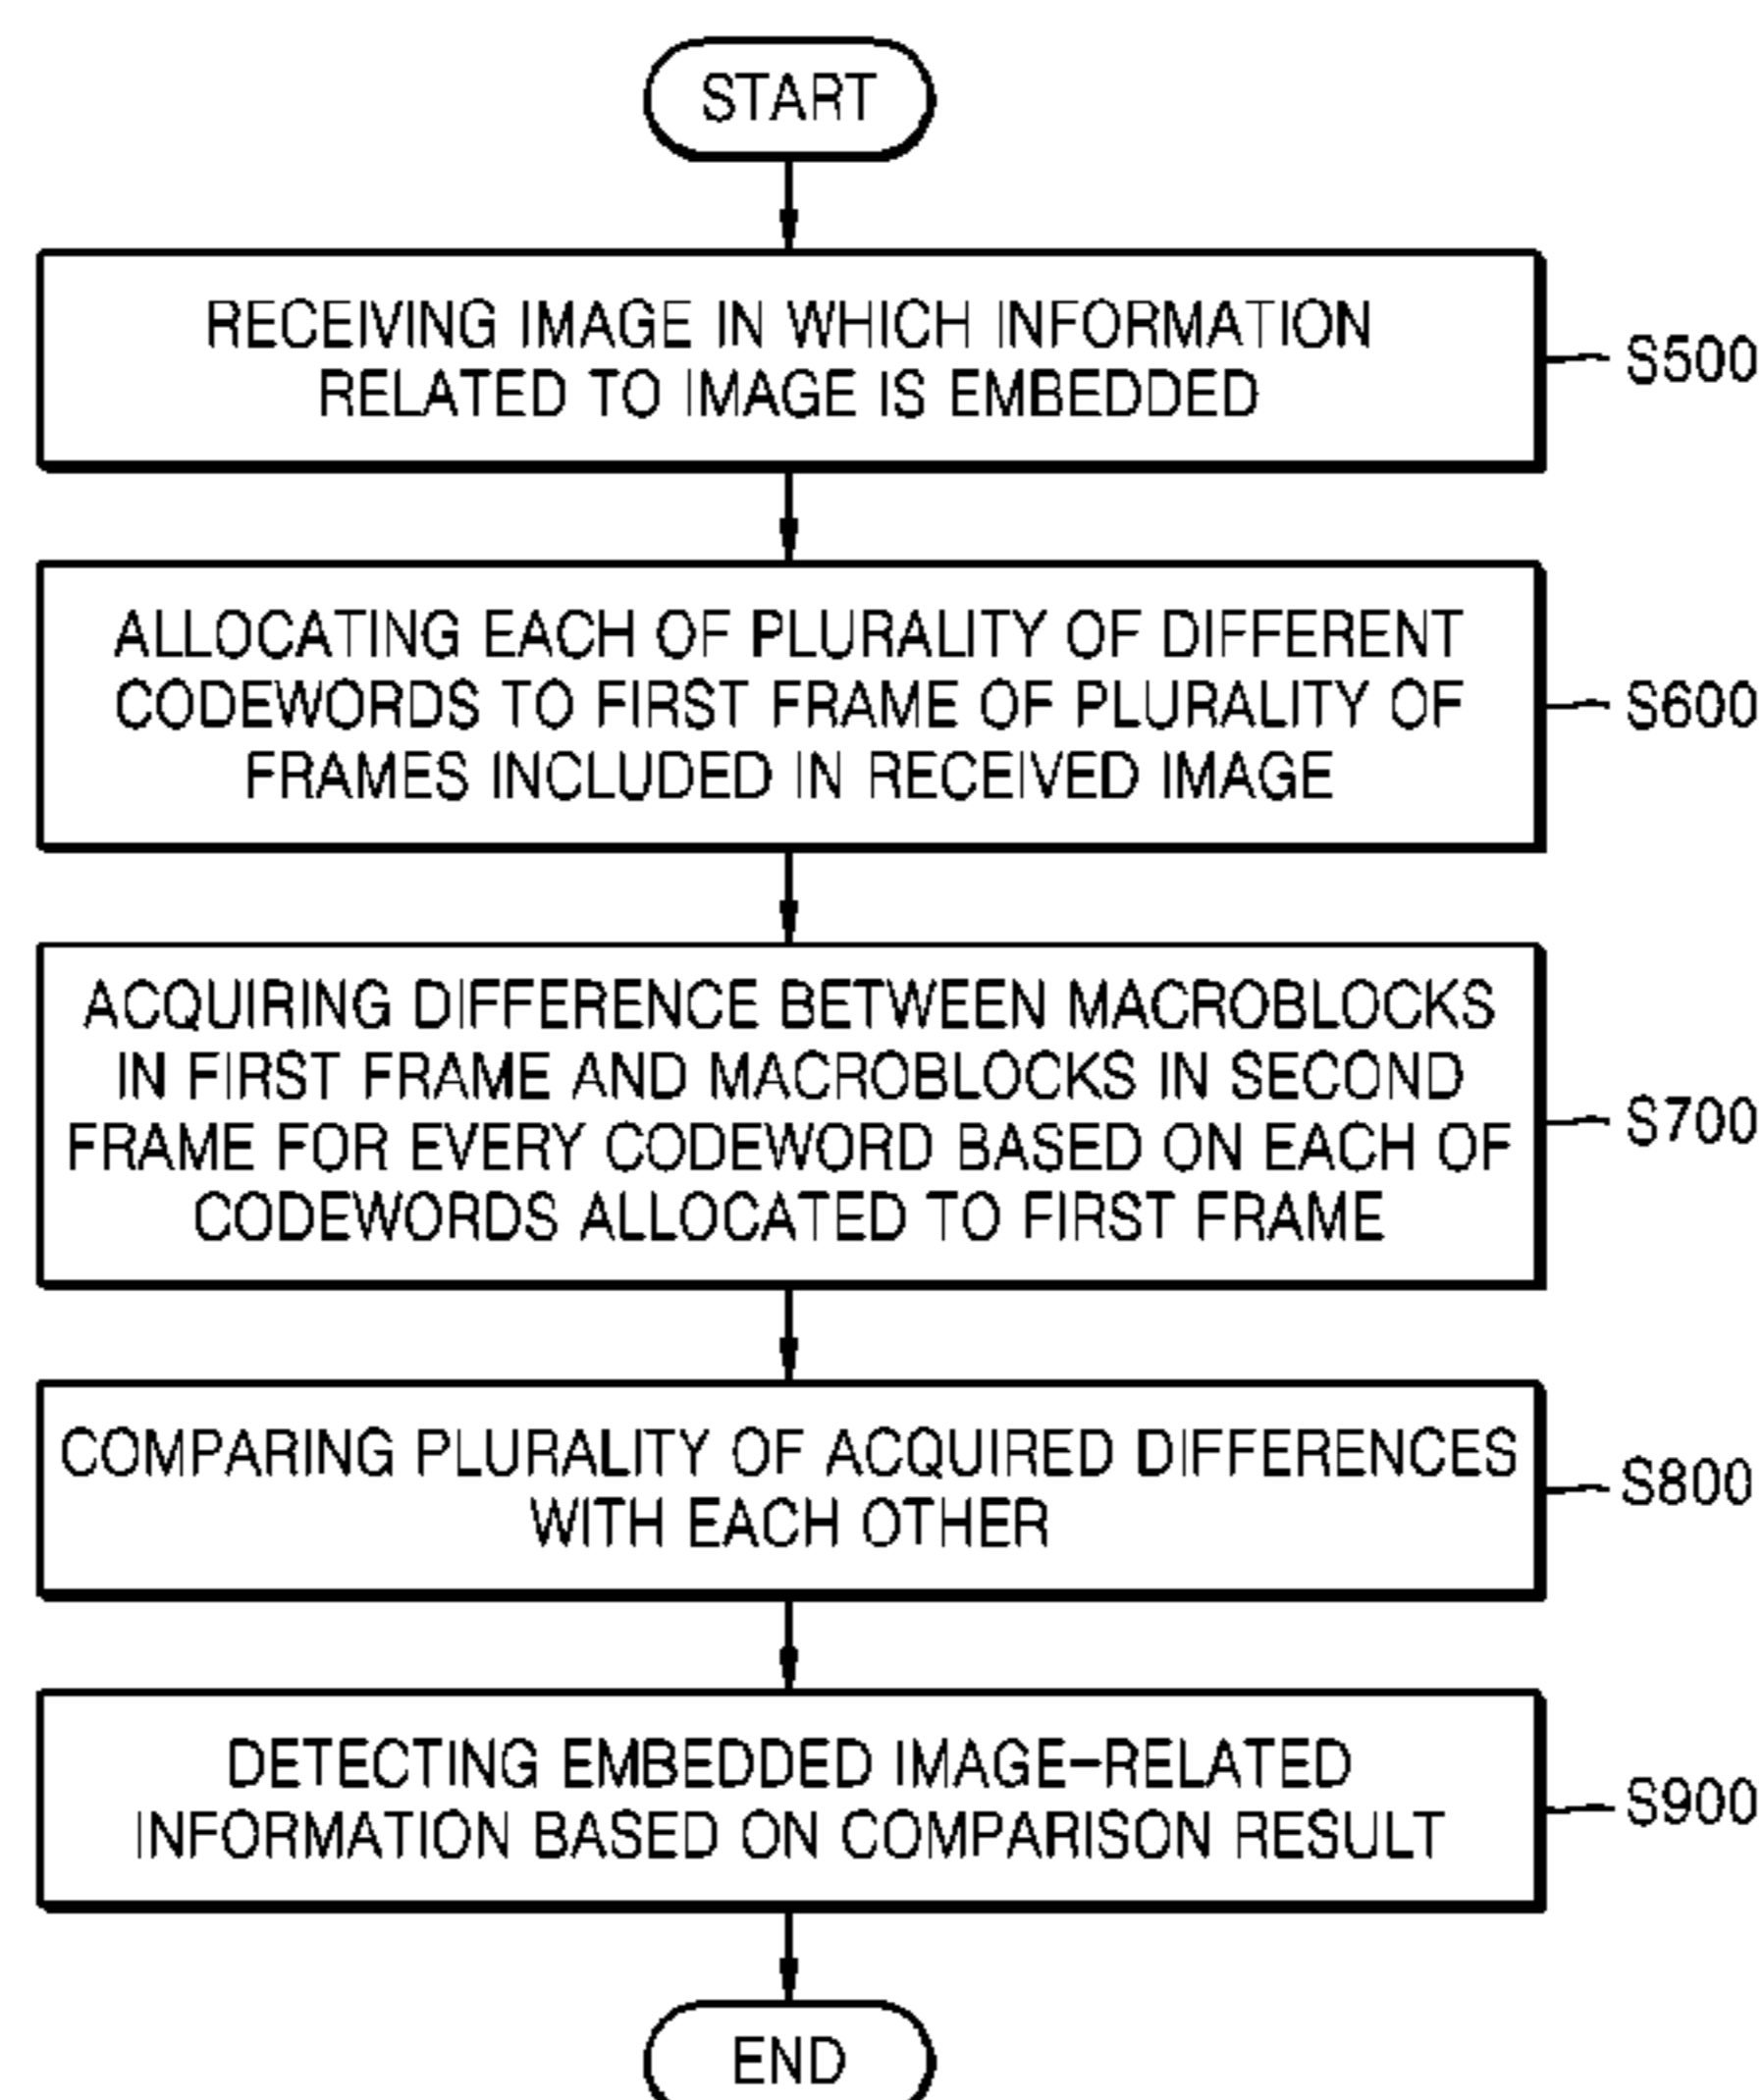 START
RECEIVING IMAGE IN WHICH INFORMATION
RELATED TO IMAGE IS EMBEDDED
S500
ALLOCATING EACH OF PLURALITY OF DIFFERENT
CODEWORDS TO FIRST FRAME OF PLURALITY OF
FRAMES INCLUDED IN RECEIVED IMAGE
S600
ACQUIRING DIFFERENCE BETWEEN MACROBLOCKS
IN FIRST FRAME AND MACROBLOCKS IN SECOND
FRAME FOR EVERY CODEWORD BASED ON EACH OF
CODEWORDS ALLOCATED TO FIRST FRAME
S700
COMPARING PLURALITY OF ACQUIRED DIFFERENCES
WITH EACH OTHER
S800
DETECTING EMBEDDED IMAGE-RELATED
INFORMATION BASED ON COMPARISON RESULT
S900
END